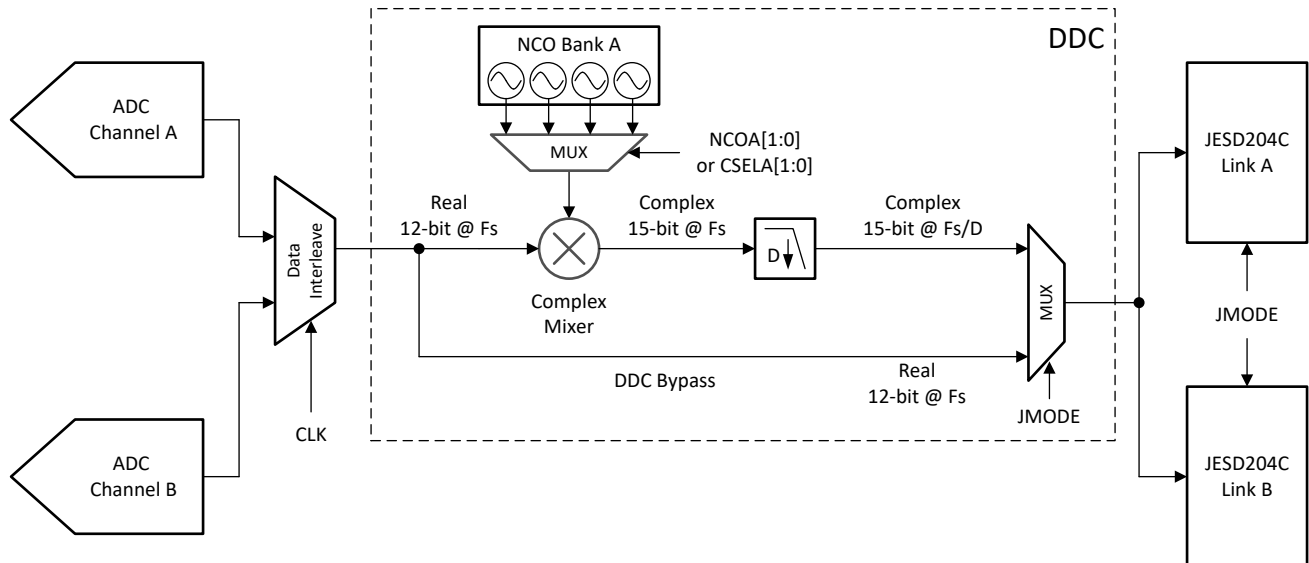 DDC
NCO Bank A
ADC
Channel A
MUX
NCOA[1:0]
or CSELA[1:0]
JESD204C
Link A
Data
Interleave
Real
12-bit @ Fs
Complex
15-bit @ Fs
D
Complex
15-bit @ Fs/D
Complex
Mixer
MUX
JMODE
DDC Bypass
Real
12-bit @ Fs
JMODE
CLK
ADC
Channel B
JESD204C
Link B